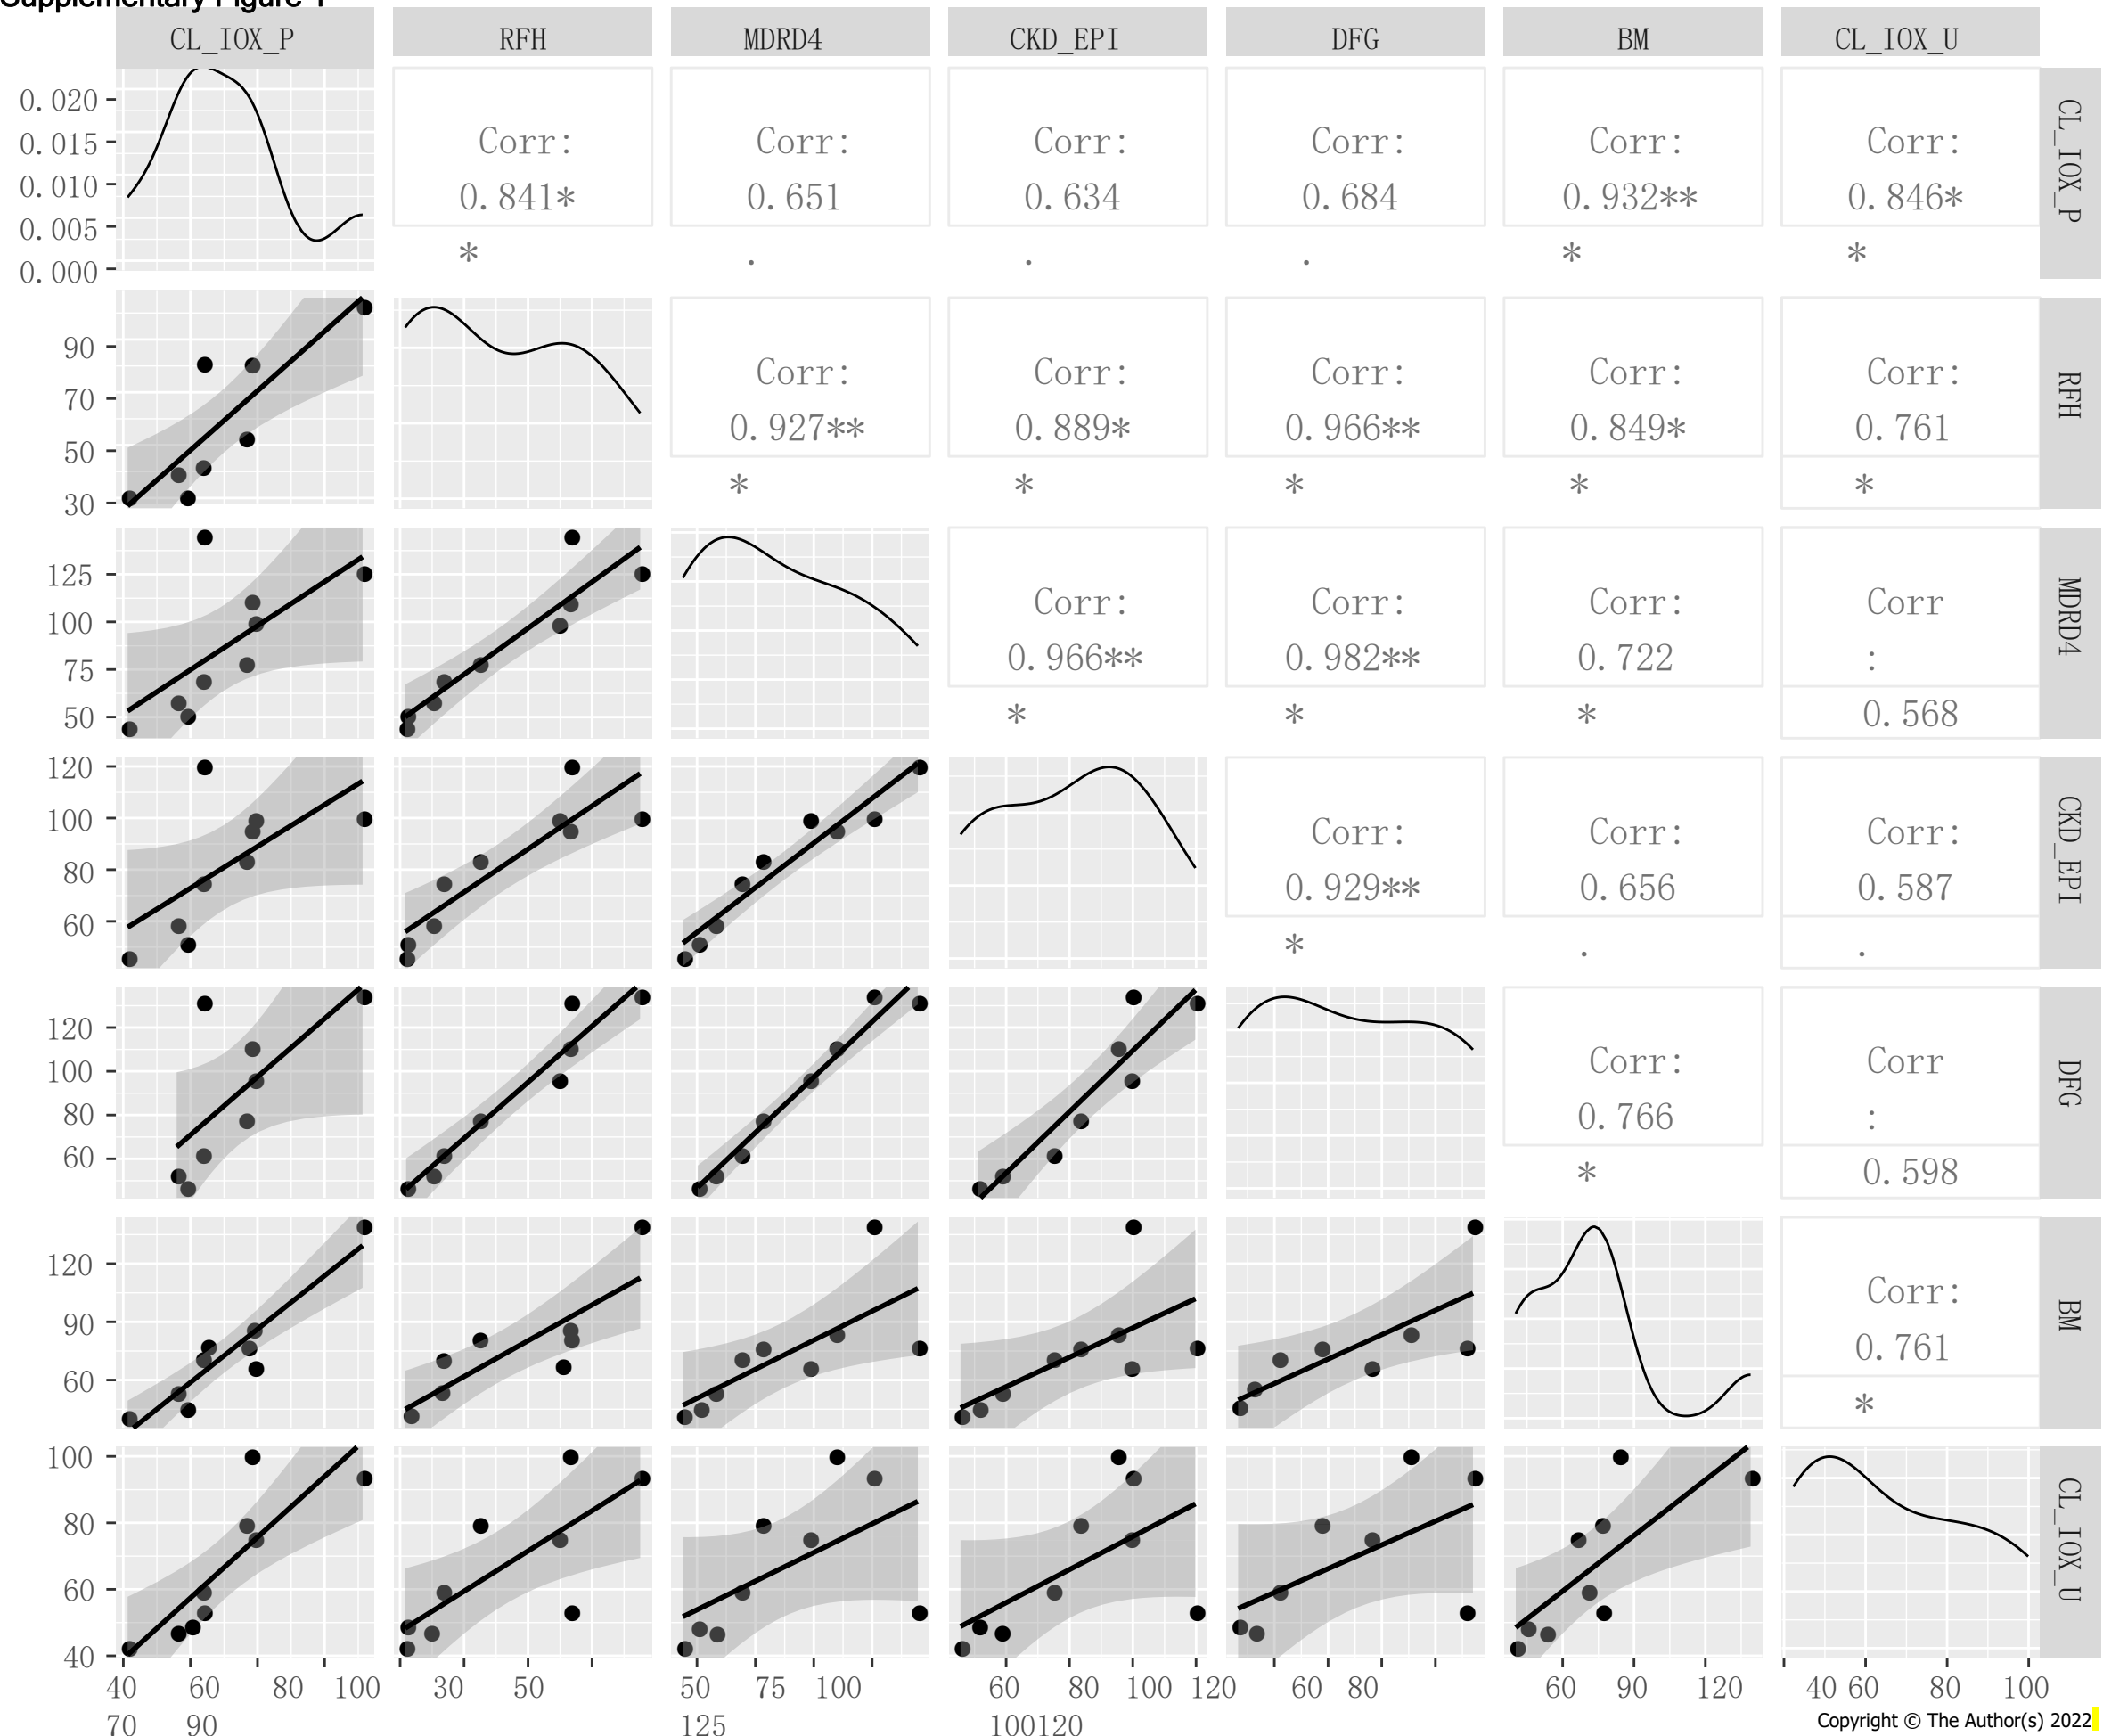 Supplementary Figure 1
CL_IOX_P RFH MDRD4 CKD_EPI DFG BM CL_IOX_U
0.020
0.015
0.010
0.005
0.000
Corr: Corr: Corr: Corr: Corr: Corr:
0.841* 0.651 0.634 0.684 0.932** 0.846*
* . . . * *
CL_IOX_P
90
70
50
30
Corr: Corr: Corr: Corr: Corr:
0.927** 0.889* 0.966** 0.849* 0.761
* * * * *
RFH
125
100
75
50
Corr: Corr: Corr: Corr
0.966** 0.982** 0.722 :
* * * 0.568
MDRD4
120
100
80
60
Corr: Corr: Corr:
0.929** 0.656 0.587
* . .
CKD_EPI
120
100
80
60
Corr: Corr
0.766 :
* 0.598
DFG
120
90
60
Corr:
0.761
*
BM
100
80
60
40
CL_IOX_U
40 60 80 100 30 50 50 75 100 60 80 100 120 60 80 60 90 120 40 60 80 100
70 90 125 100120
Copyright © The Author(s) 2022